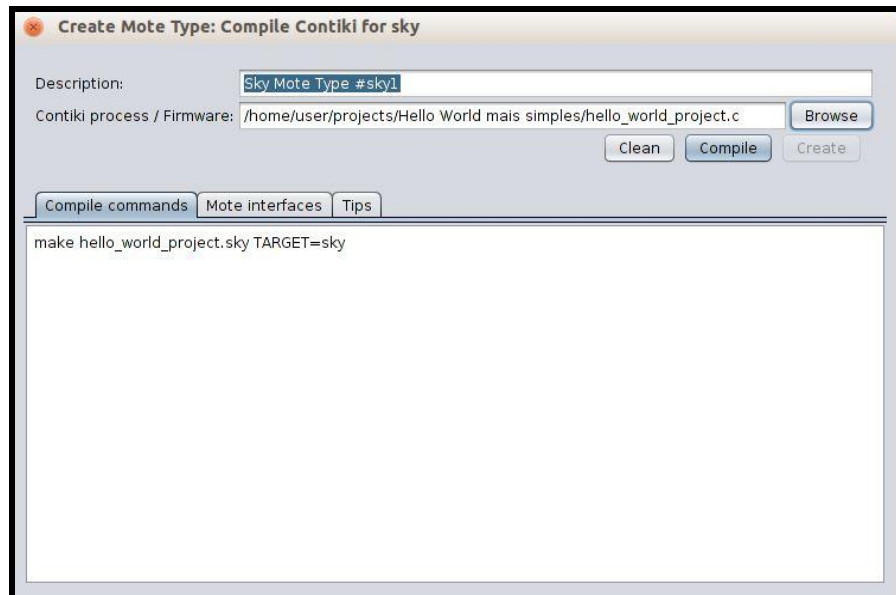 Create Mote Type: Compile Contiki for sky
Description: Sky Mote Type #sky1
Contiki process / Firmware: /home/user/projects/Hello World mais simples/hello_world_project.c Browse
Clean Compile Create
Compile commands Mote interfaces Tips
make hello_world_project.sky TARGET=sky